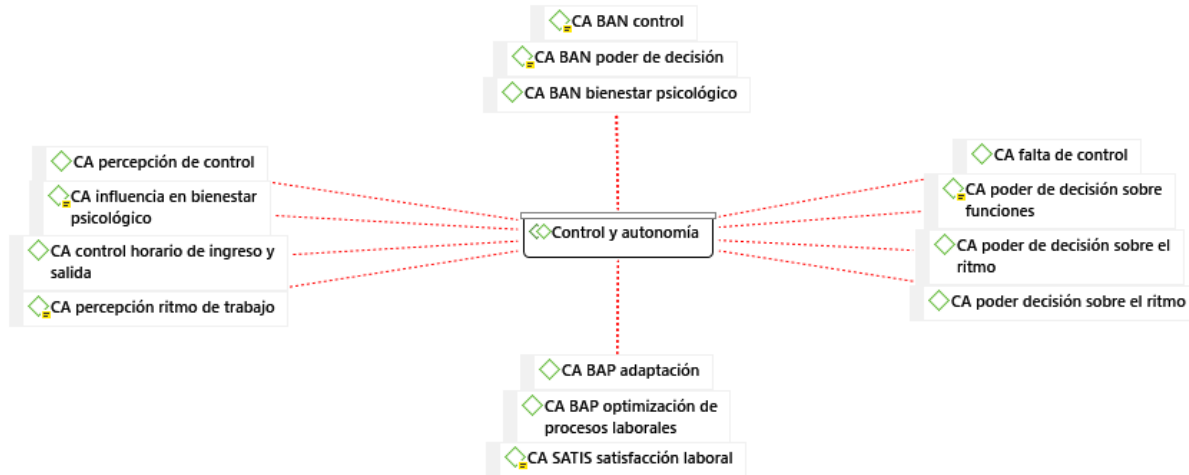 CA BAN control
CA BAN poder de decisión
CA BAN bienestar psicológico
CA percepción de control
CA influencia en bienestar
psicológico
CA control horario de ingreso y
salida
CA percepción ritmo de trabajo
Control y autonomía
CA falta de control
CA poder de decisión sobre
funciones
CA poder de decisión sobre el
ritmo
CA poder decisión sobre el ritmo
CA BAP adaptación
CA BAP optimización de
procesos laborales
CA SATIS satisfacción laboral